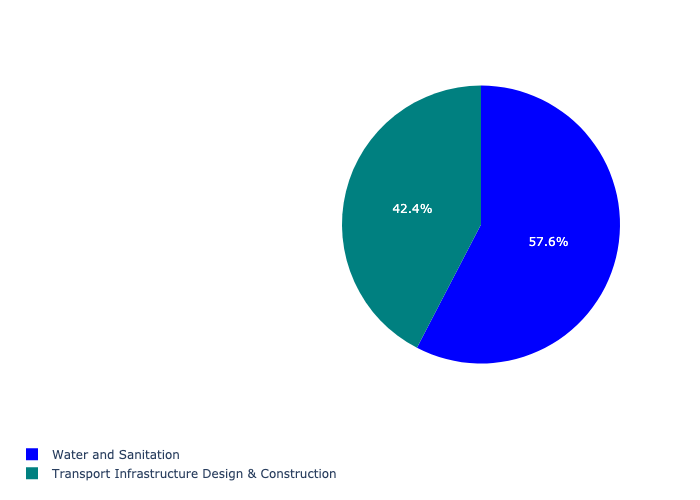 42.4%
57.6%
Water and Sanitation
Transport Infrastructure Design & Construction